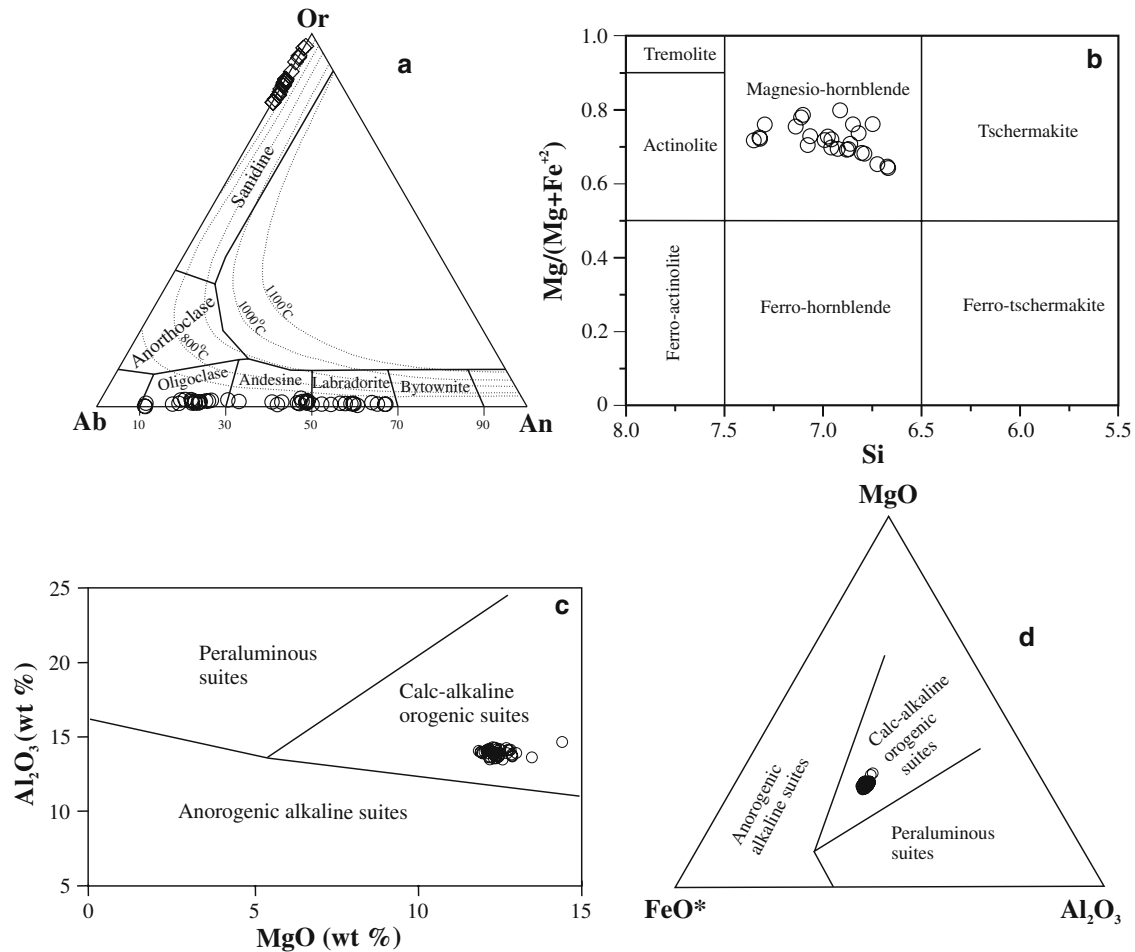 Or
a
Sanidine
1100°C
1000°C
Anorthoclase
800°C
Oligoclase
Andesine
Labradorite
Bytownite
Ab
10
30
50
70
90
An
b
1.0
0.8
0.6
0.4
0.2
0
Mg/(Mg+Fe+2)
Tremolite
Actinolite
Magnesio-hornblende
Tschermakite
Ferro-actinolite
Ferro-hornblende
Ferro-tschermakite
8.0
7.5
7.0
6.5
6.0
5.5
Si
c
25
20
15
10
5
Al2O3 (wt %)
Peraluminous
suites
Calc-alkaline
orogenic suites
Anorogenic alkaline suites
0
5
10
15
MgO (wt %)
MgO
d
Calc-alkaline
orogenic
suites
Anorogenic
alkaline suites
Peraluminous
suites
FeO*
Al2O3